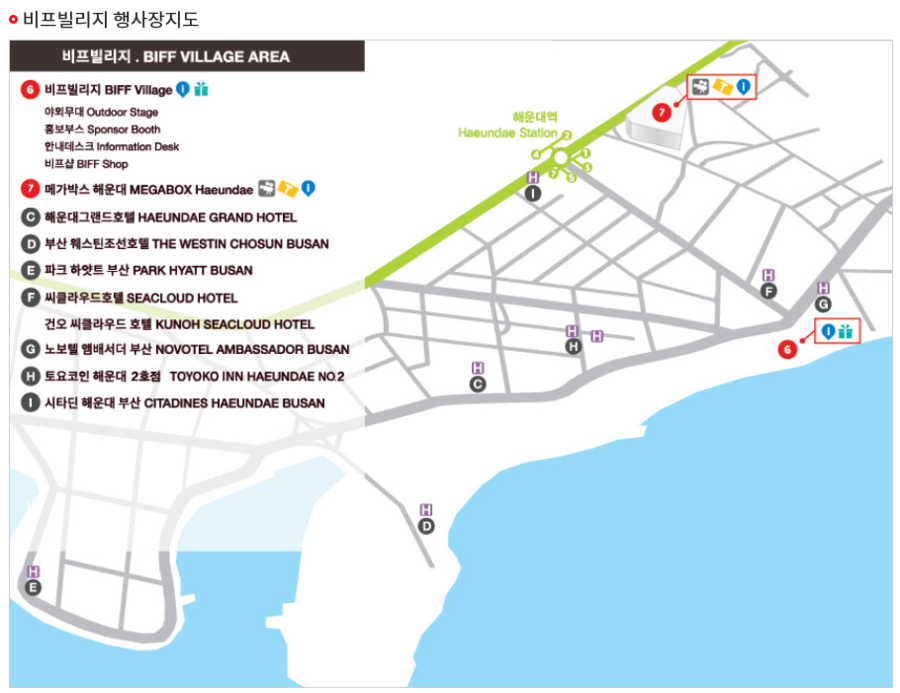 비프빌리지 행사장지도
비프빌리지 . BIFF VILLAGE AREA
6 비프빌리지 BIFF Village i
야외무대 Outdoor Stage
홍보부스 Sponsor Booth
안내데스크 Information Desk
비프샵 BIFF Shop
7 메가박스 해운대 MEGABOX Haeundae T i
C 해운대그랜드호텔 HAEUNDAE GRAND HOTEL
D 부산 웨스틴조선호텔 THE WESTIN CHOSUN BUSAN
E 파크 하얏트 부산 PARK HYATT BUSAN
F 씨클라우드호텔 SEACLOUD HOTEL
건오 씨클라우드 호텔 KUNOH SEACLOUD HOTEL
G 노보텔 앰배서더 부산 NOVOTEL AMBASSADOR BUSAN
H 토요코인 해운대 2호점 TOYOKO INN HAEUNDAE NO.2
I 시타딘 해운대 부산 CITADINES HAEUNDAE BUSAN
T i
7
해운대역
Haeundae Station
2
4
1
3
7
5
H
I
H
F
H
G
i
6
H
H
H
H
C
H
D
H
E